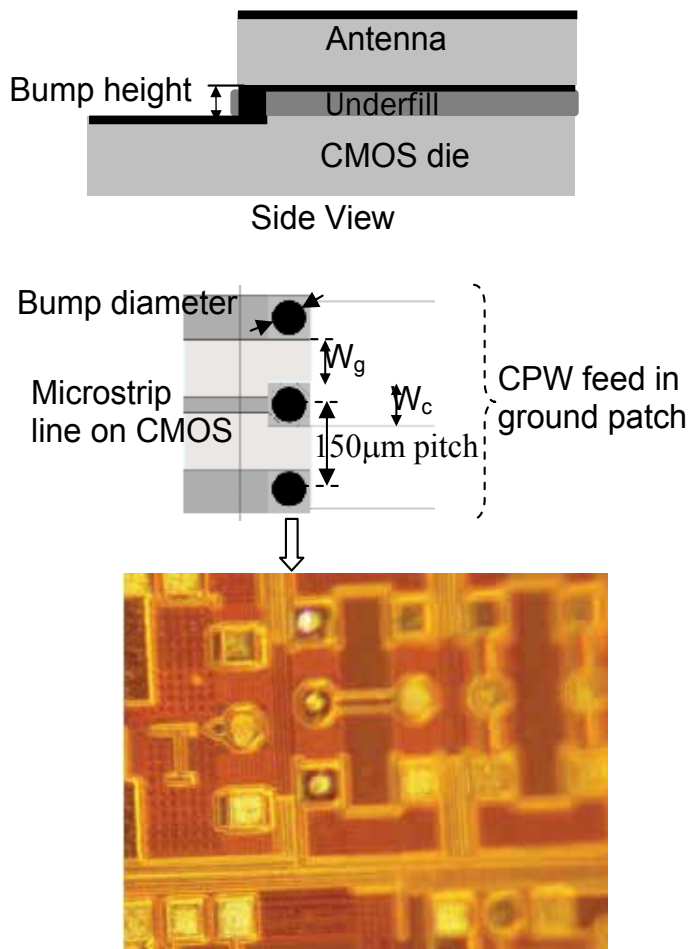 Antenna
Bump height
Underfill
CMOS die
Side View
Bump diameter
Wg
Microstrip
line on CMOS
Wc
150μm pitch
CPW feed in
ground patch